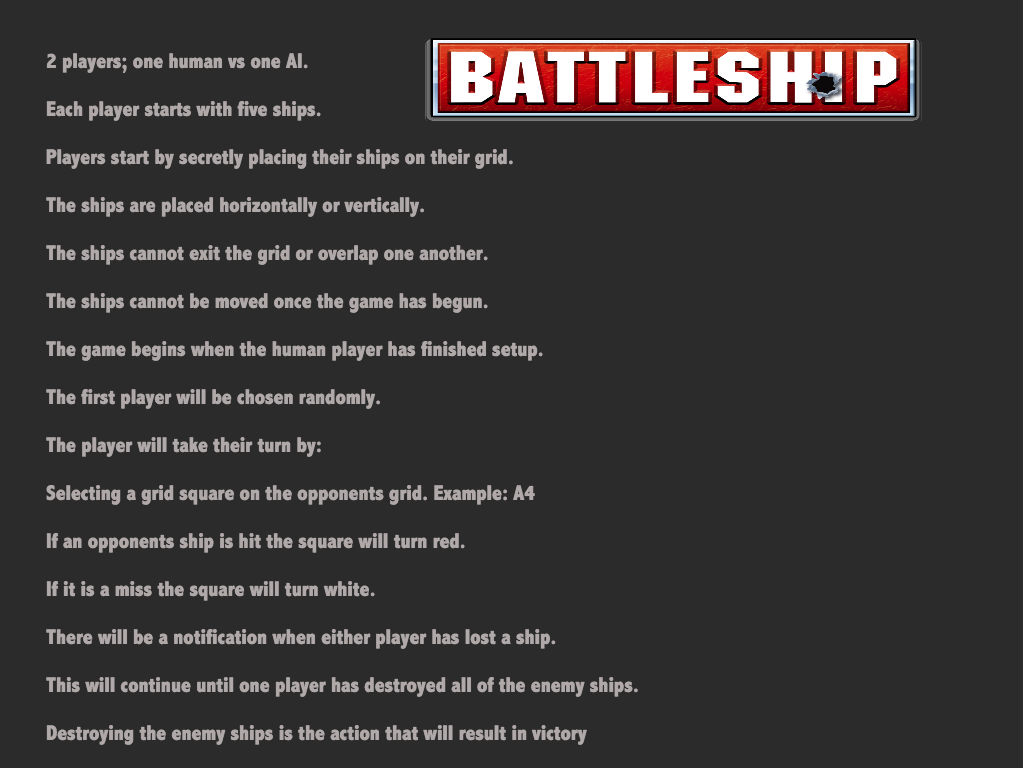 BATTLESHIP
2 players; one human vs one AI.
Each player starts with five ships.
Players start by secretly placing their ships on their grid.
The ships are placed horizontally or vertically.
The ships cannot exit the grid or overlap one another.
The ships cannot be moved once the game has begun.
The game begins when the human player has finished setup.
The first player will be chosen randomly.
The player will take their turn by:
Selecting a grid square on the opponents grid. Example: A4
If an opponents ship is hit the square will turn red.
If it is a miss the square will turn white.
There will be a notification when either player has lost a ship.
This will continue until one player has destroyed all of the enemy ships.
Destroying the enemy ships is the action that will result in victory